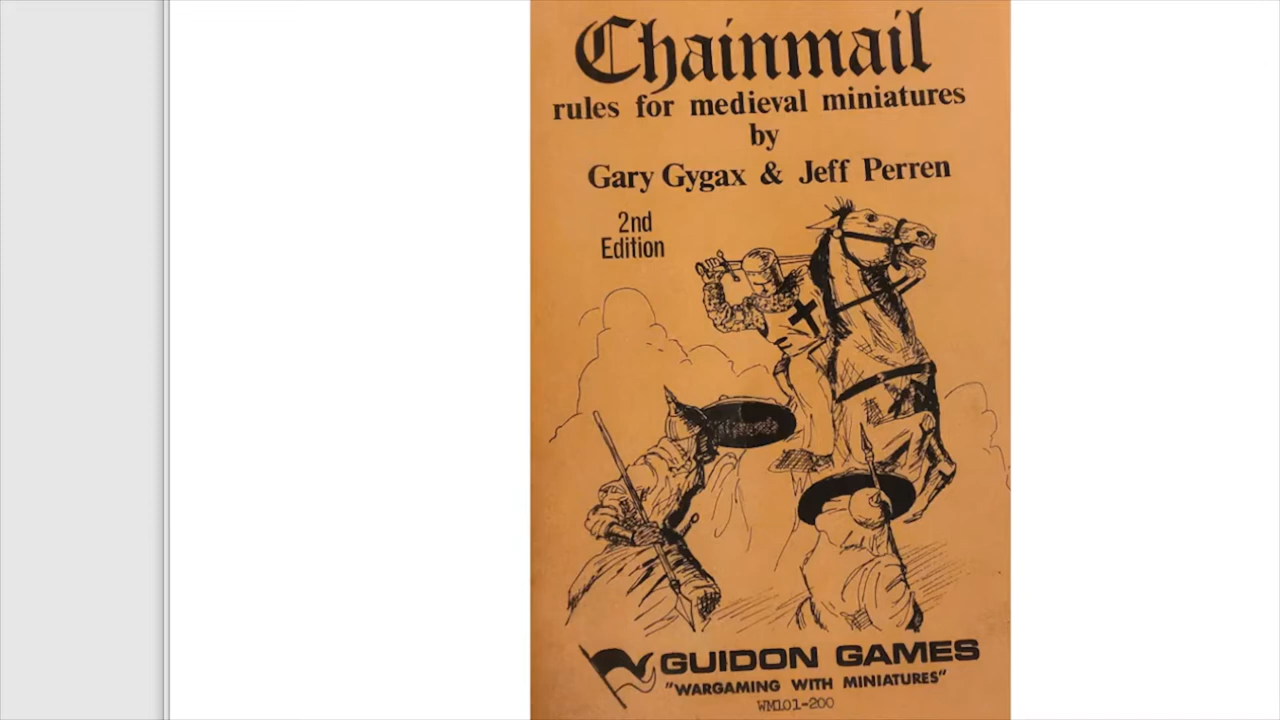 Chainmail
rules for medieval miniatures
by
Gary Gygax & Jeff Perren
2nd
Edition
GUIDON GAMES
"WARGAMING WITH MINIATURES"
WM101-200